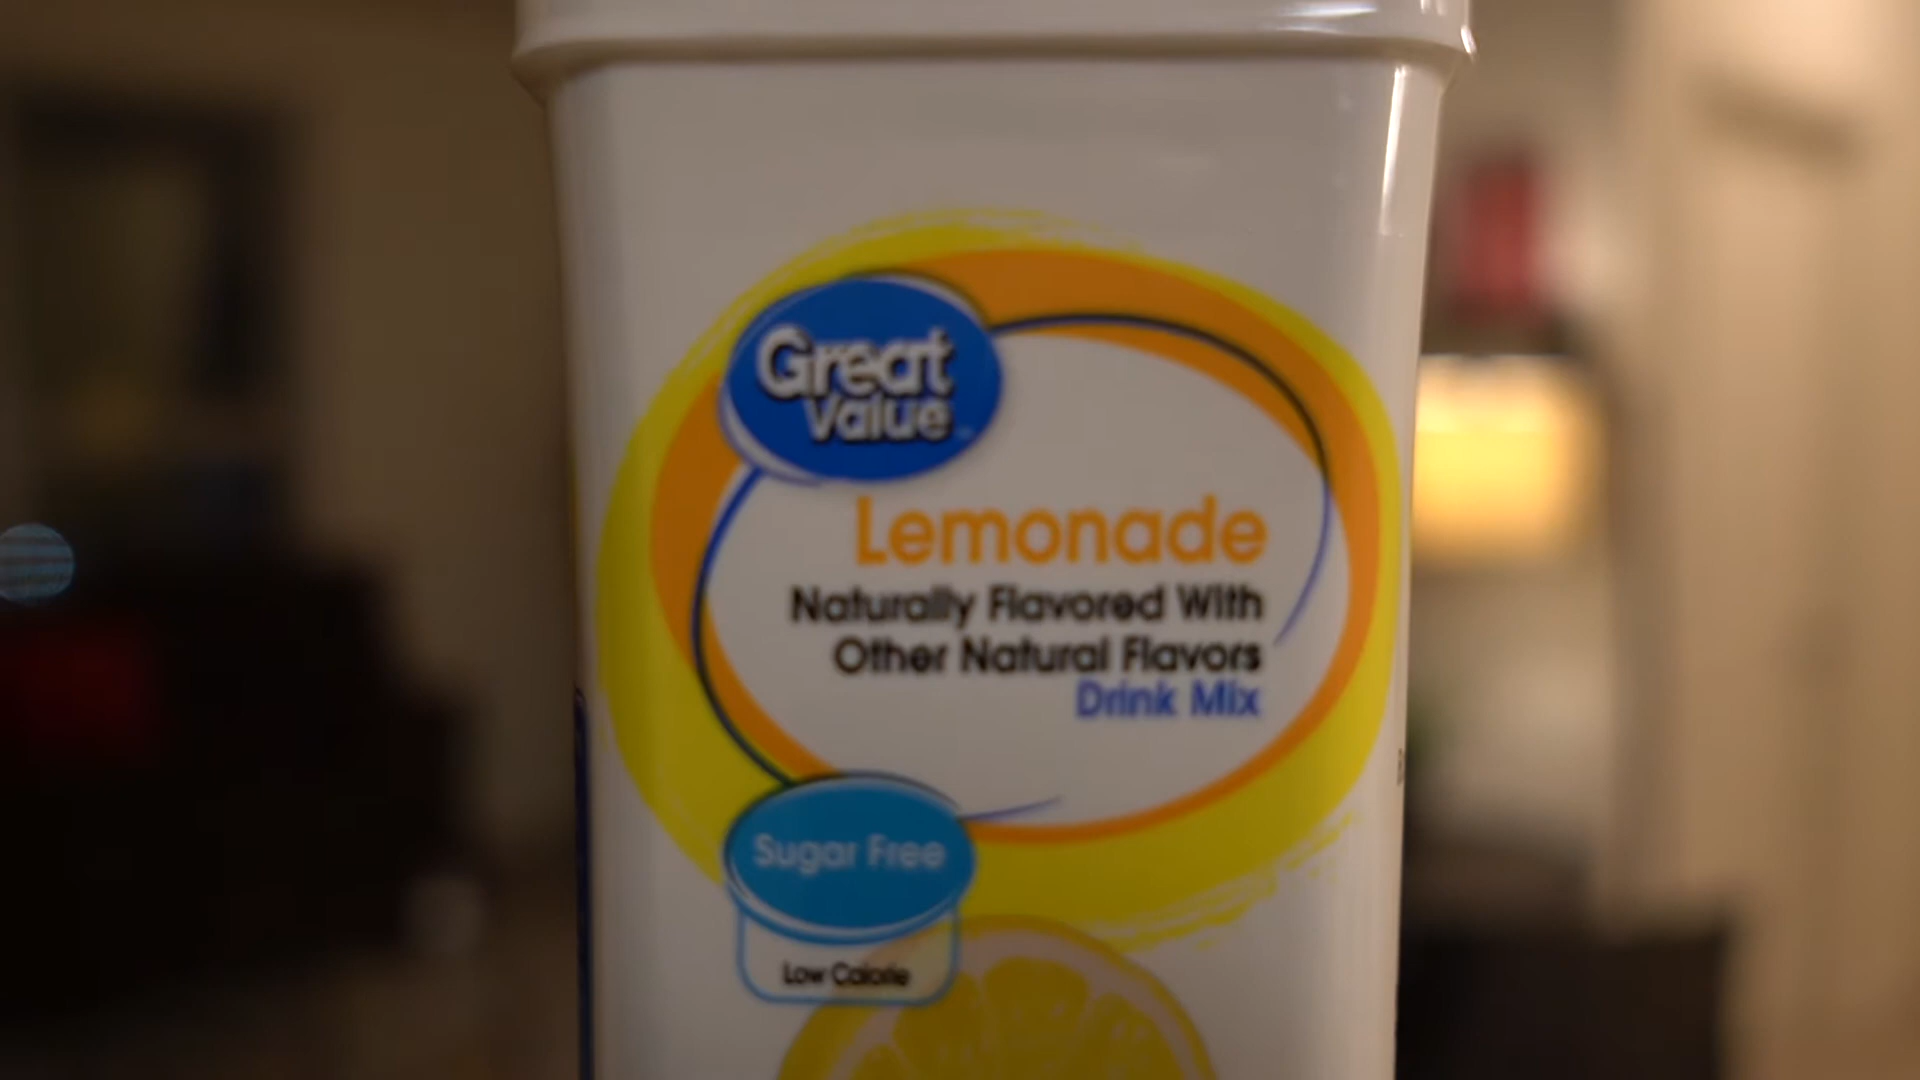 Great
Value
Lemonade
Naturally Flavored With
Other Natural Flavors
Drink Mix
Sugar Free
Low Calorie